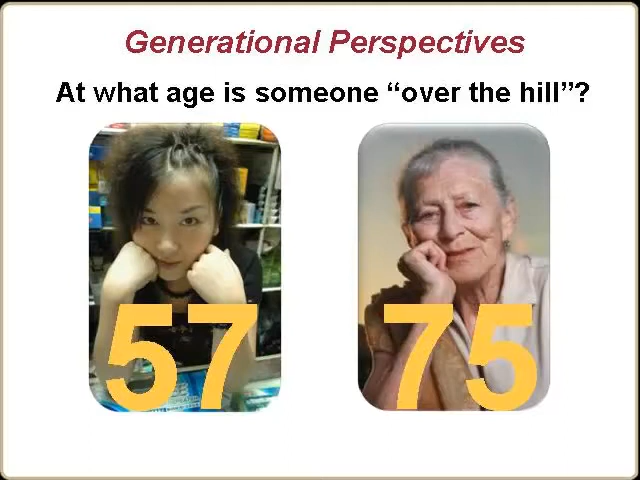 Generational Perspectives
At what age is someone “over the hill”?
57 75